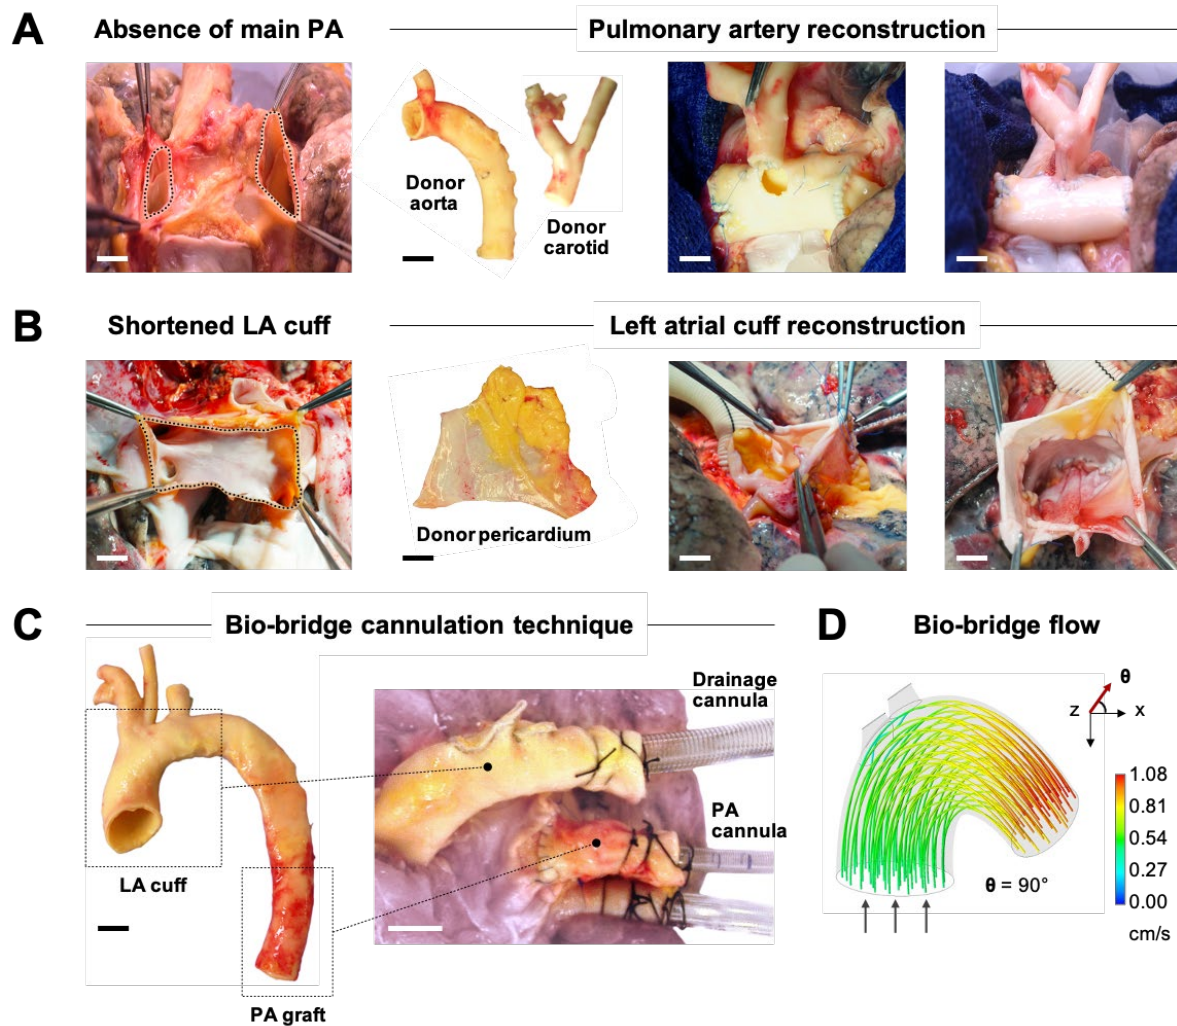 A
Absence of main PA
Pulmonary artery reconstruction
Donor
aorta
Donor
carotid
B
Shortened LA cuff
Left atrial cuff reconstruction
Donor pericardium
C
Bio-bridge cannulation technique
LA cuff
PA graft
Drainage
cannula
PA
cannula
D
Bio-bridge flow
θ
z
x
1.08
0.81
0.54
0.27
0.00
cm/s
θ = 90°